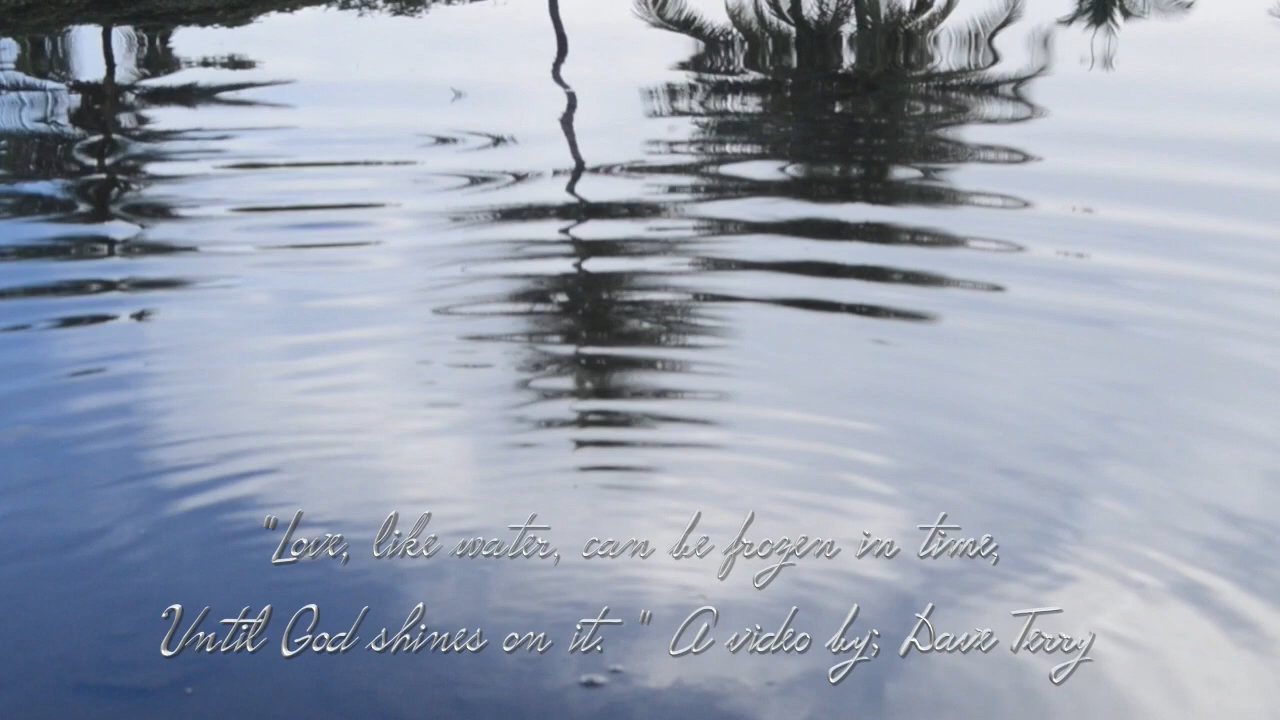 "Love, like water, can be frozen in time,
Until God shines on it. " A video by; Dave Terry